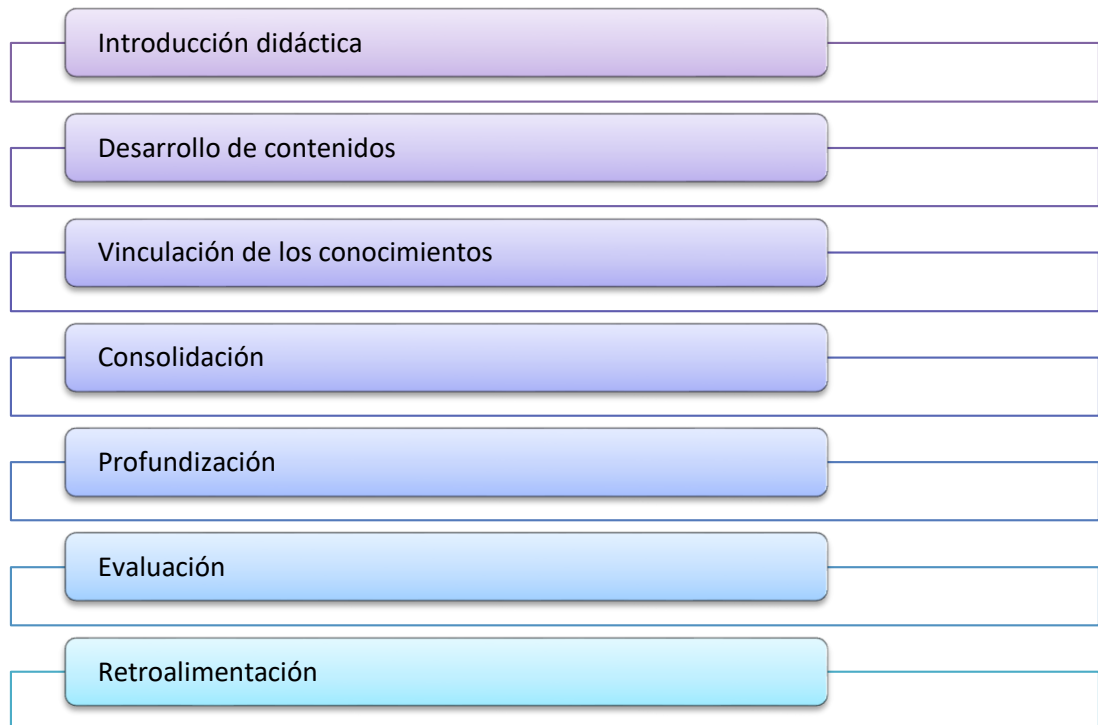 Introducción didáctica
Desarrollo de contenidos
Vinculación de los conocimientos
Consolidación
Profundización
Evaluación
Retroalimentación